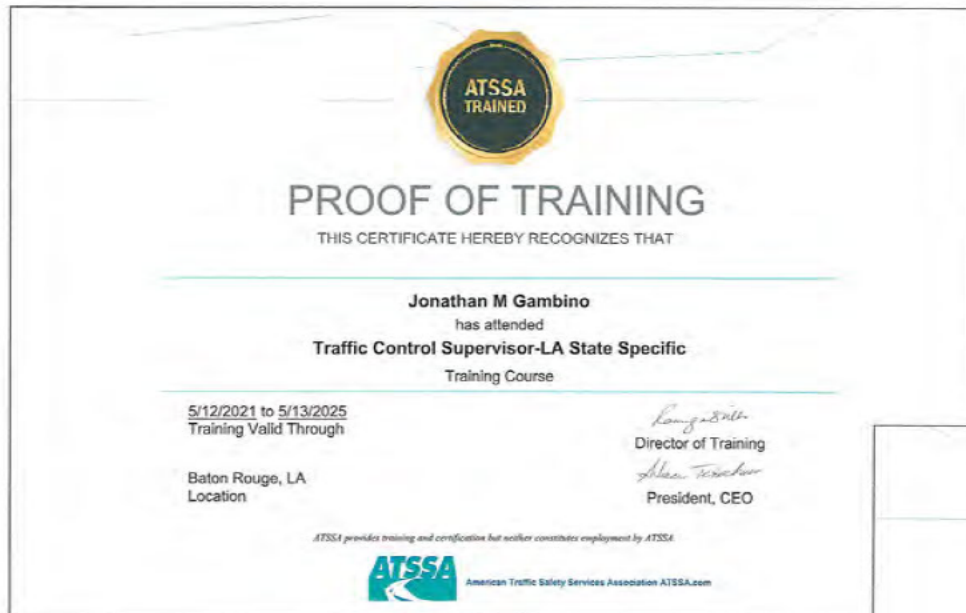 ATSSA
TRAINED
PROOF OF TRAINING
THIS CERTIFICATE HEREBY RECOGNIZES THAT
Jonathan M Gambino
has attended
Traffic Control Supervisor-LA State Specific
Training Course
5/12/2021 to 5/13/2025
Training Valid Through
Director of Training
Baton Rouge, LA
Location
President, CEO
ATSSA provides training and certification but neither constitutes employment by ATSSA.
ATSSA
American Traffic Safety Services Association ATSSA.com